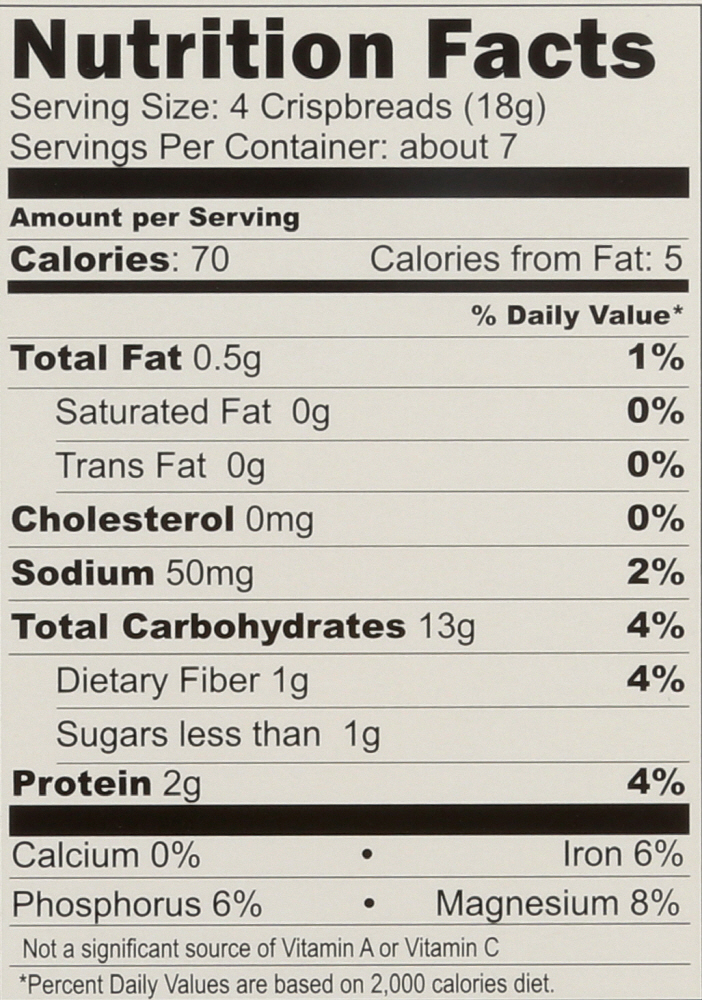 Nutrition Facts
Serving Size: 4 Crispbreads (18g)
Servings Per Container: about 7
Amount per Serving
Calories: 70 Calories from Fat: 5
% Daily Value*
Total Fat 0.5g 1%
Saturated Fat 0g 0%
Trans Fat 0g 0%
Cholesterol 0mg 0%
Sodium 50mg 2%
Total Carbohydrates 13g 4%
Dietary Fiber 1g 4%
Sugars less than 1g
Protein 2g 4%
Calcium 0% • Iron 6%
Phosphorus 6% • Magnesium 8%
Not a significant source of Vitamin A or Vitamin C
*Percent Daily Values are based on 2,000 calories diet.